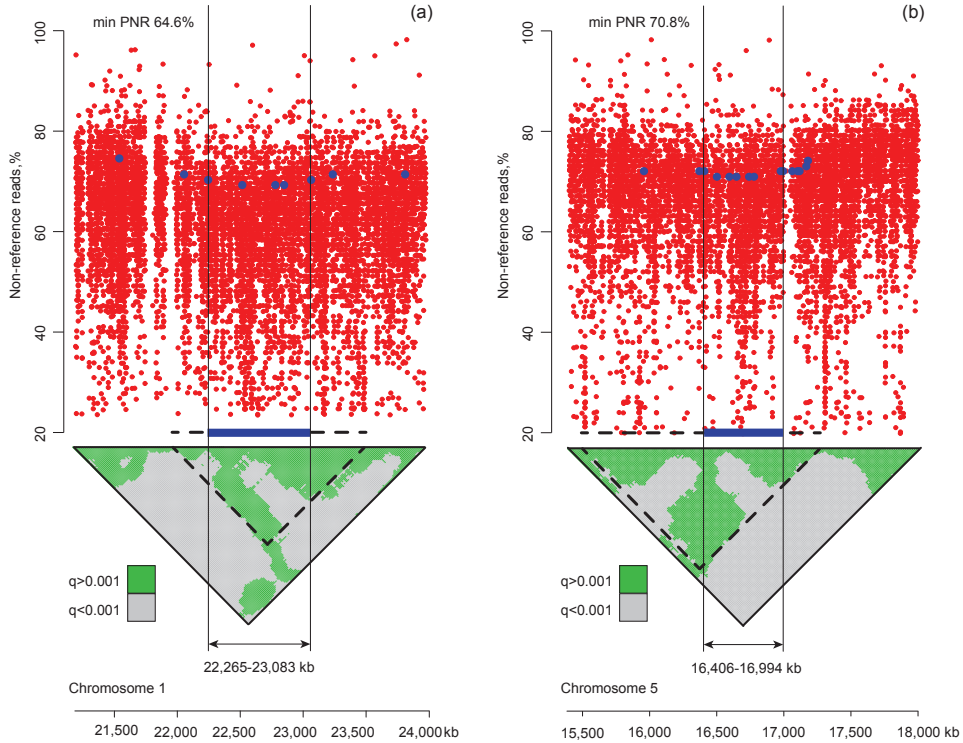 (a)
min PNR 64.6%
100
80
60
40
20
Non-reference reads,%
q>0.001
q<0.001
22,265-23,083 kb
Chromosome 1
21,500 22,000 22,500 23,000 23,500 24,000 kb
(b)
min PNR 70.8%
100
80
60
40
20
Non-reference reads,%
q>0.001
q<0.001
16,406-16,994 kb
Chromosome 5
15,500 16,000 16,500 17,000 17,500 18,000 kb